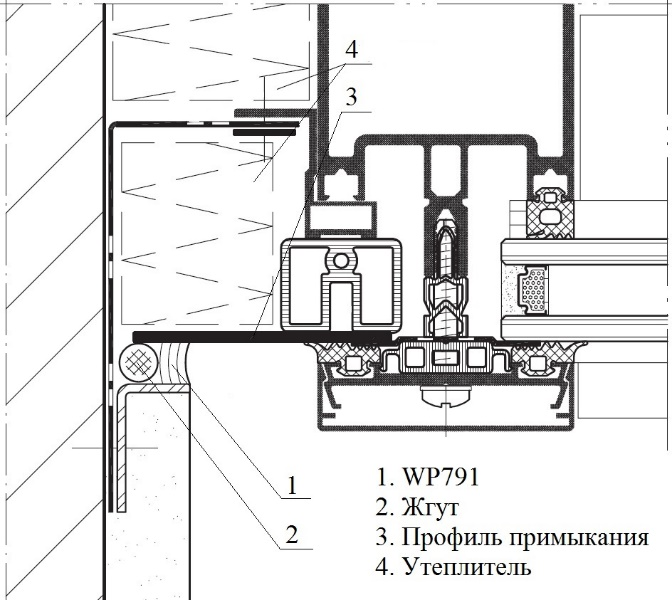 4
3
1
2
1. WP791
2. Жгут
3. Профиль примыкания
4. Утеплитель